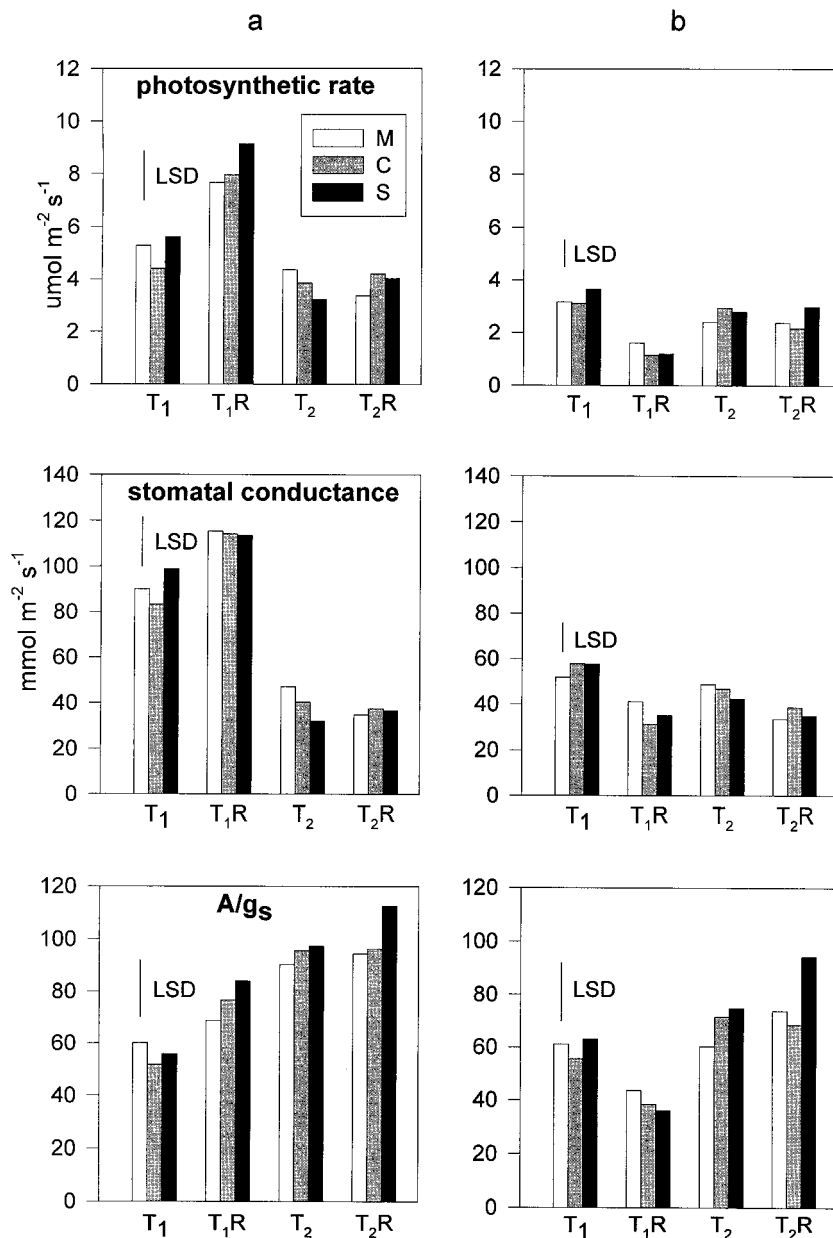 a b
12 12
photosynthetic rate
10 10
M
LSD C
8 S 8
6 6
LSD
4 4
2 2
0 0
umol m⁻² s⁻¹
T₁ T₁R T₂ T₂R T₁ T₁R T₂ T₂R
140 140
stomatal conductance
120 120
LSD
100 100
80 80
LSD
60 60
40 40
20 20
0 0
mmol m⁻² s⁻¹
T₁ T₁R T₂ T₂R T₁ T₁R T₂ T₂R
120 120
A/gₛ
100 100
LSD LSD
80 80
60 60
40 40
20 20
0 0
T₁ T₁R T₂ T₂R T₁ T₁R T₂ T₂R